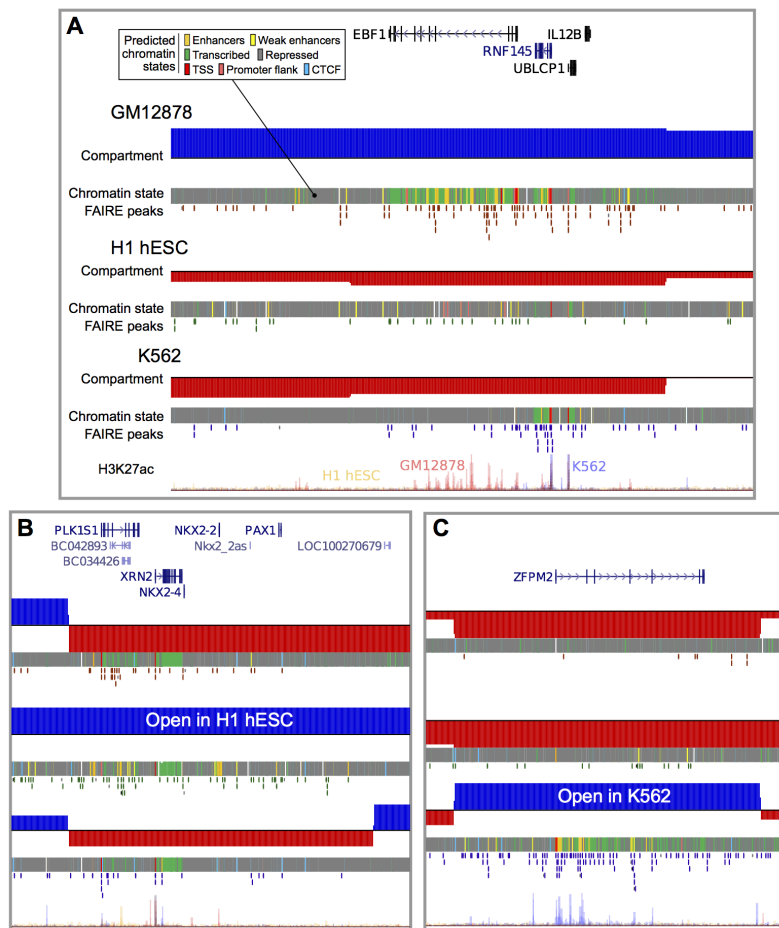 A
EBF1
IL12B
RNF145
UBLCP1
Predicted
chromatin
states
Enhancers
Weak enhancers
Transcribed
Repressed
TSS
Promoter flank
CTCF
GM12878
Compartment
Chromatin state
FAIRE peaks
H1 hESC
Compartment
Chromatin state
FAIRE peaks
K562
Compartment
Chromatin state
FAIRE peaks
H3K27ac
H1 hESC
GM12878
K562
B
PLK1S1
NKX2-2
PAX1
BC042893
Nkx2_2as
LOC100270679
BC034426
XRN2
NKX2-4
Open in H1 hESC
C
ZFPM2
Open in K562